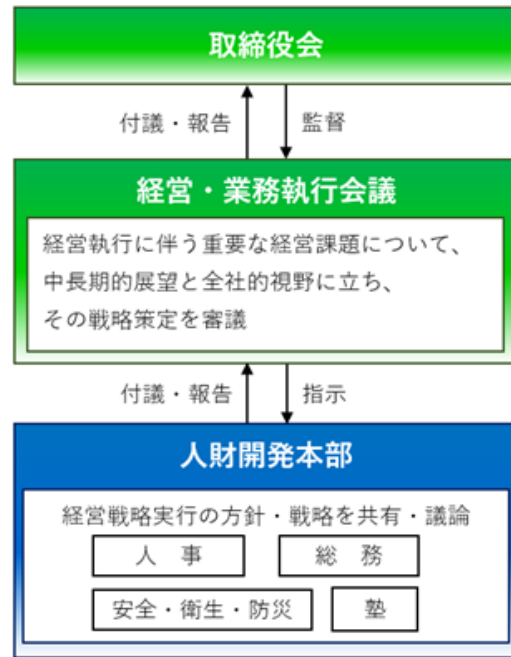 取締役会
付議・報告
監督
経営・業務執行会議
経営執行に伴う重要な経営課題について、
中長期的展望と全社的視野に立ち、
その戦略策定を審議
付議・報告
指示
人財開発本部
経営戦略実行の方針・戦略を共有・議論
人　事
総　務
安全・衛生・防災
塾